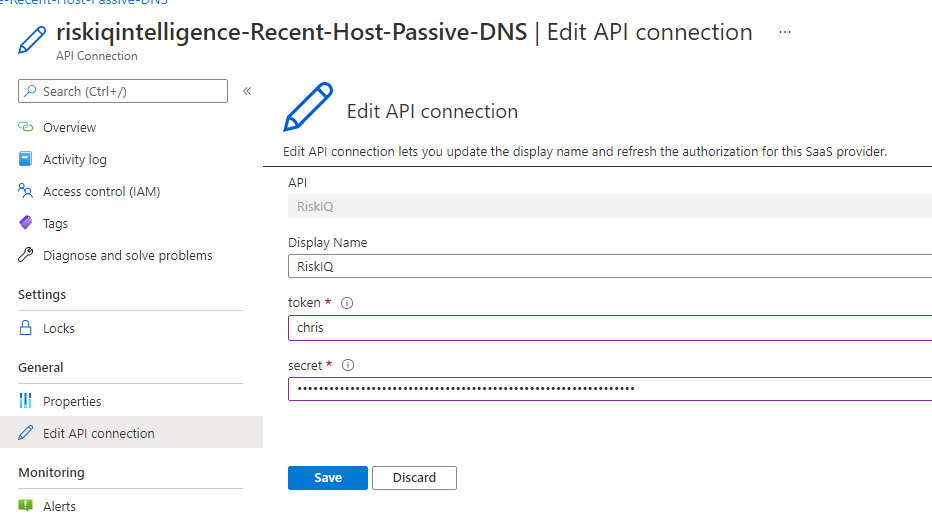 e-Recent-Host-Passive-DNS
riskiqintelligence-Recent-Host-Passive-DNS | Edit API connection ...
API Connection
Search (Ctrl+/)
«
Overview
Activity log
Access control (IAM)
Tags
Diagnose and solve problems
Settings
Locks
General
Properties
Edit API connection
Monitoring
Alerts
Edit API connection
Edit API connection lets you update the display name and refresh the authorization for this SaaS provider.
API
RiskIQ
Display Name
RiskIQ
token *
chris
secret *
Save
Discard